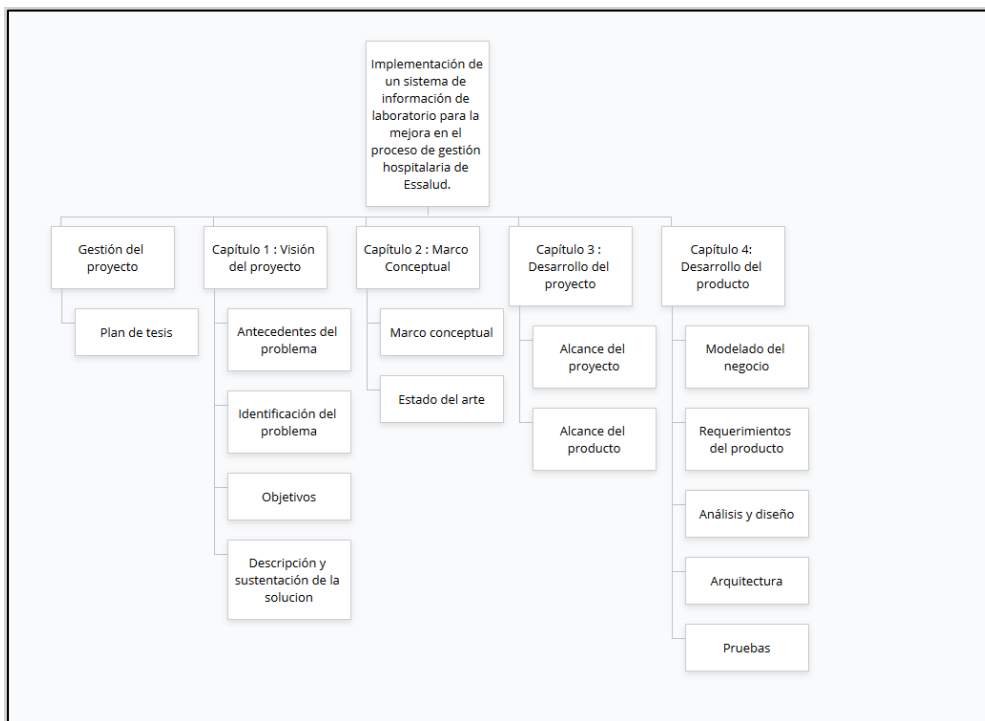 Implementación de
un sistema de
información de
laboratorio para la
mejora en el
proceso de gestión
hospitalaria de
Essalud.
Gestión del
proyecto
Plan de tesis
Capítulo 1 : Visión
del proyecto
Antecedentes del
problema
Identificación del
problema
Objetivos
Descripción y
sustentación de la
solucion
Capítulo 2 : Marco
Conceptual
Marco conceptual
Estado del arte
Capítulo 3 :
Desarrollo del
proyecto
Alcance del
proyecto
Alcance del
producto
Capítulo 4:
Desarrollo del
producto
Modelado del
negocio
Requerimientos
del producto
Análisis y diseño
Arquitectura
Pruebas